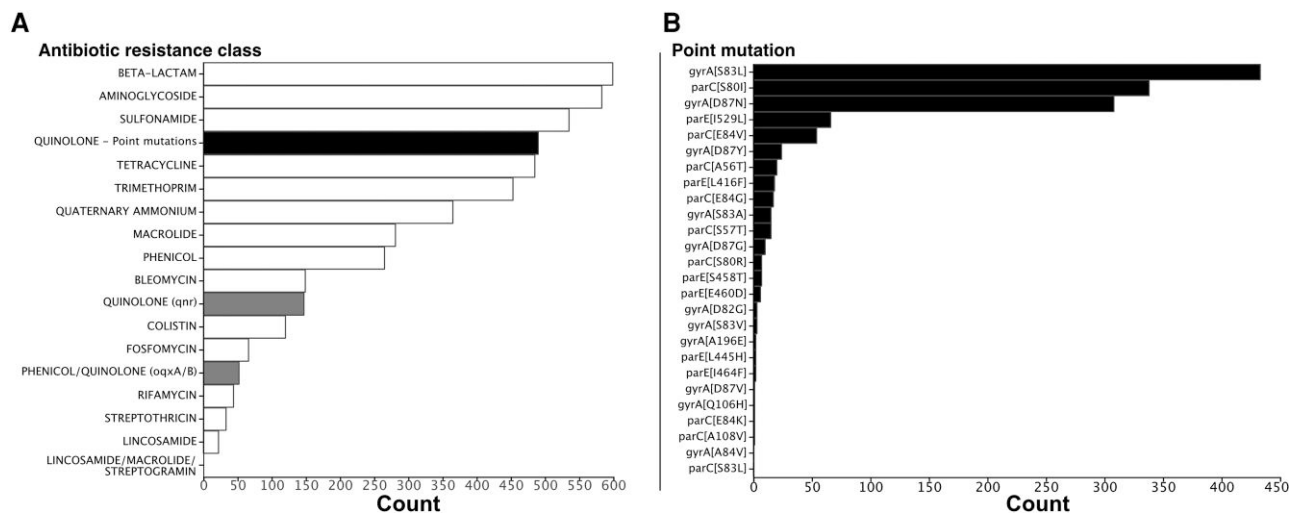 A
Antibiotic resistance class
BETA-LACTAM
AMINOGLYCOSIDE
SULFONAMIDE
QUINOLONE - Point mutations
TETRACYCLINE
TRIMETHOPRIM
QUATERNARY AMMONIUM
MACROLIDE
PHENICOL
BLEOMYCIN
QUINOLONE (qnr)
COLISTIN
FOSFOMYCIN
PHENICOL/QUINOLONE (oqxA/B)
RIFAMYCIN
STREPTOTHRICIN
LINCOSAMIDE
LINCOSAMIDE/MACROLIDE/
STREPTOGRAMIN
0 50 100 150 200 250 300 350 400 450 500 550 600
Count
B
Point mutation
gyrA[S83L]
parC[S80I]
gyrA[D87N]
parE[I529L]
parC[E84V]
gyrA[D87Y]
parC[A56T]
parE[L416F]
parC[E84G]
gyrA[S83A]
parC[S57T]
gyrA[D87G]
parC[S80R]
parE[S458T]
parE[E460D]
gyrA[D82G]
gyrA[S83V]
gyrA[A196E]
parE[L445H]
parE[I464F]
gyrA[D87V]
gyrA[Q106H]
parC[E84K]
parC[A108V]
gyrA[A84V]
parC[S83L]
0 50 100 150 200 250 300 350 400 450
Count